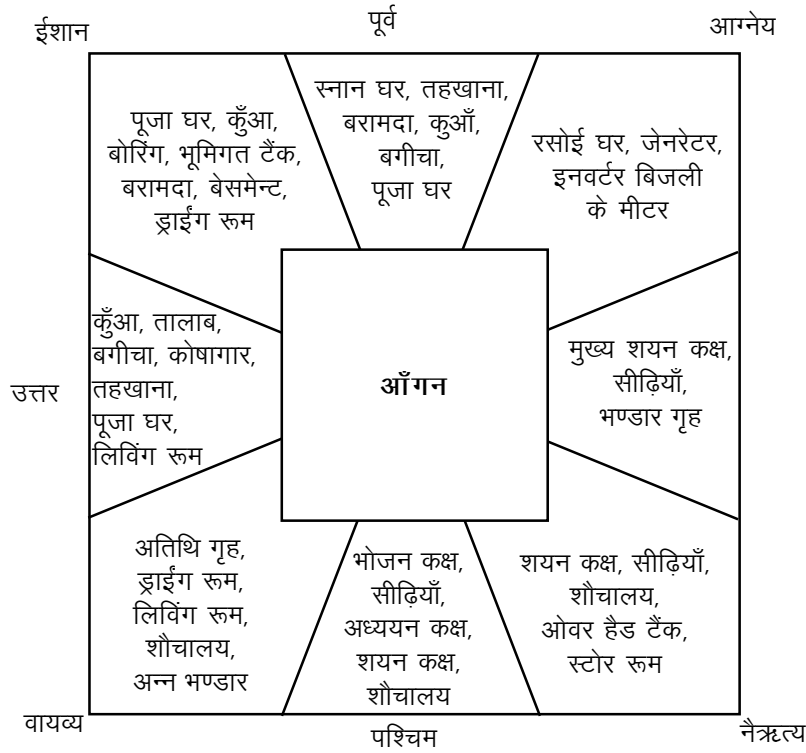 ईशान
पूर्व
आग्नेय
पूजा घर, कुँआ,
बोरिंग, भूमिगत टैंक,
बरामदा, बेसमेन्ट,
ड्राईंग रूम
स्नान घर, तहखाना,
बरामदा, कुआँ,
बगीचा,
पूजा घर
रसोई घर, जेनरेटर,
इनवर्टर बिजली
के मीटर
उत्तर
कुँआ, तालाब,
बगीचा, कोषागार,
तहखाना,
पूजा घर,
लिविंग रूम
आँगन
मुख्य शयन कक्ष,
सीढ़ियाँ,
भण्डार गृह
अतिथि गृह,
ड्राईंग रूम,
लिविंग रूम,
शौचालय,
अन्न भण्डार
भोजन कक्ष,
सीढ़ियाँ,
अध्ययन कक्ष,
शयन कक्ष,
शौचालय
शयन कक्ष, सीढ़ियाँ,
शौचालय,
ओवर हैड टैंक,
स्टोर रूम
वायव्य
पश्चिम
नैऋत्य